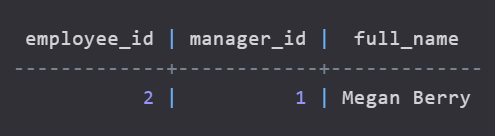 employee_id | manager_id | full_name
-------------+------------+-------------
2 | 1 | Megan Berry